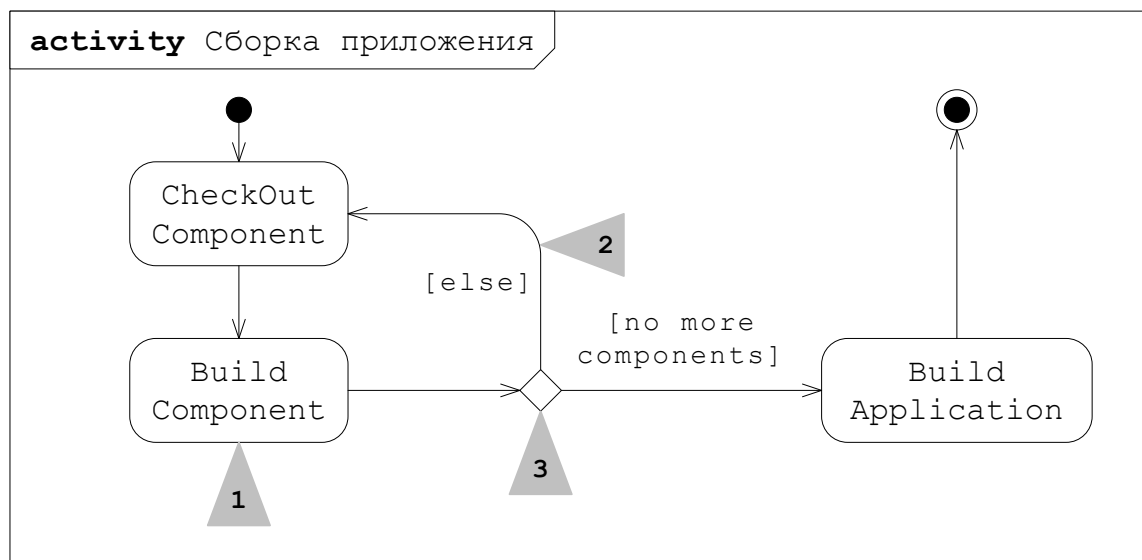 activity Сборка приложения
CheckOut
Component
2
[else]
[no more
components]
Build
Component
Build
Application
3
1